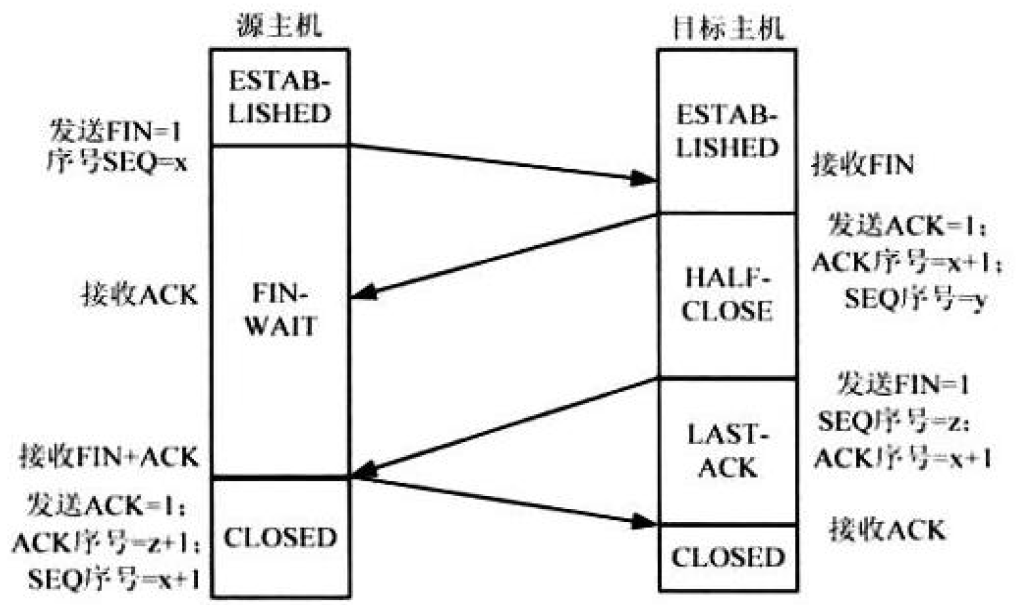 源主机
目标主机
ESTAB-
LISHED
发送FIN=1
序号SEQ=x
ESTAB-
LISHED
接收FIN
发送ACK=1;
ACK序号=x+1;
SEQ序号=y
接收ACK
FIN-
WAIT
HALF-
CLOSE
发送FIN=1
SEQ序号=z;
ACK序号=x+1
LAST-
ACK
接收FIN+ACK
发送ACK=1;
ACK序号=z+1;
SEQ序号=x+1
CLOSED
接收ACK
CLOSED